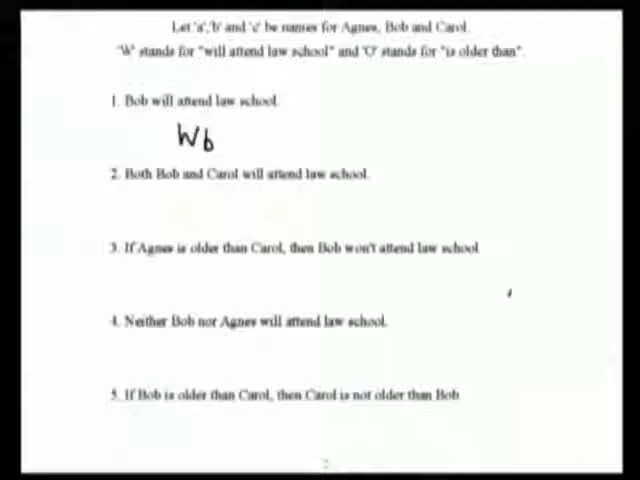 Let 'a','b' and 'c' be names for Agnes, Bob and Carol.
'W' stands for "will attend law school" and 'O' stands for "is older than"
1. Bob will attend law school.
Wb
2. Both Bob and Carol will attend law school.
3. If Agnes is older than Carol, then Bob won't attend law school
4. Neither Bob nor Agnes will attend law school.
5. If Bob is older than Carol, then Carol is not older than Bob
2